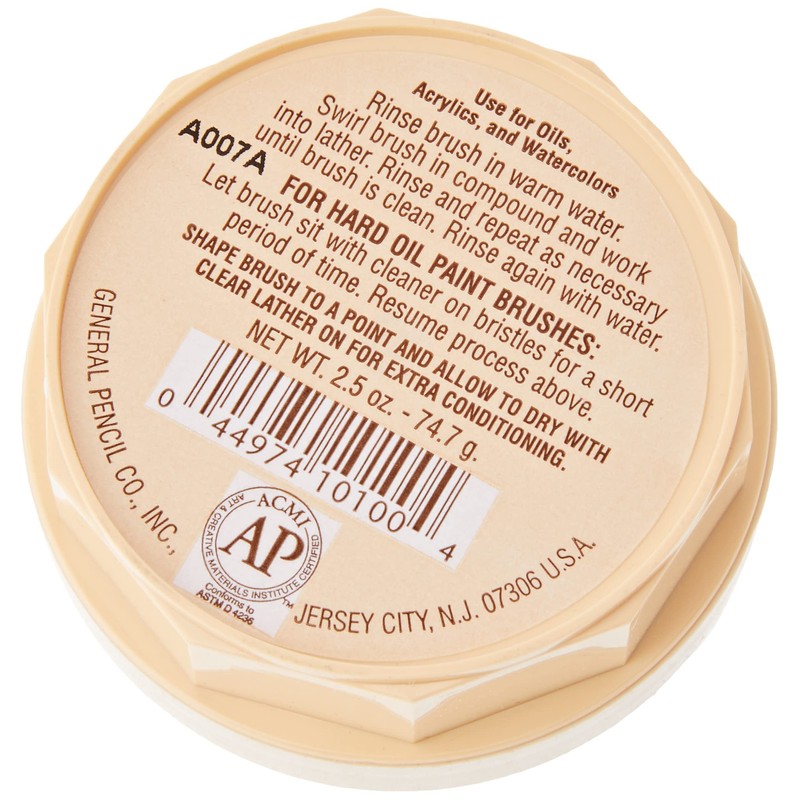 Use for Oils,
Acrylics, and Watercolors
Rinse brush in warm water.
Swirl brush in compound and work
into lather. Rinse and repeat as necessary
until brush is clean. Rinse again with water.
FOR HARD OIL PAINT BRUSHES:
Let brush sit with cleaner on bristles for a short
period of time. Resume process above.
SHAPE BRUSH TO A POINT AND ALLOW TO DRY WITH
CLEAR LATHER ON FOR EXTRA CONDITIONING.
NET WT. 2.5 oz. - 74.7 g.
A007A
0 44974 10100 4
ACMI
AP
ART & CREATIVE MATERIALS INSTITUTE CERTIFIED
Conforms to
ASTM D 4236
TM
GENERAL PENCIL CO., INC., JERSEY CITY, N.J. 07306 U.S.A.